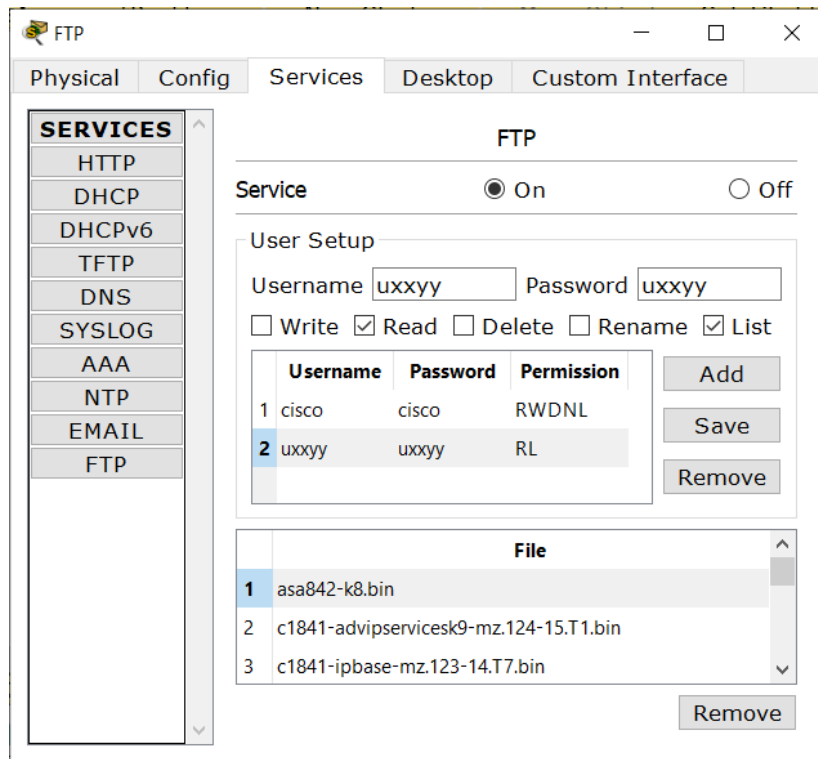 FTP
Physical Config Services Desktop Custom Interface
SERVICES
HTTP
DHCP
DHCPv6
TFTP
DNS
SYSLOG
AAA
NTP
EMAIL
FTP
FTP
Service On Off
User Setup
Username uxxyy Password uxxyy
Write Read Delete Rename List
Username Password Permission
1 cisco cisco RWDNL
2 uxxyy uxxyy RL
Add
Save
Remove
File
1 asa842-k8.bin
2 c1841-advipservicesk9-mz.124-15.T1.bin
3 c1841-ipbase-mz.123-14.T7.bin
Remove